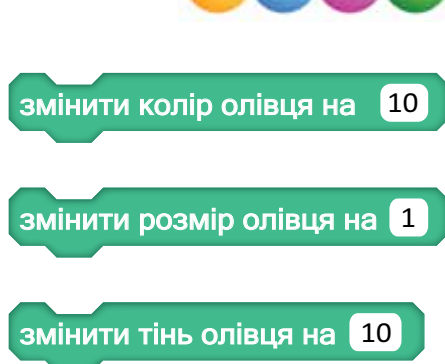 змінити колір олівця на 10
змінити розмір олівця на 1
змінити тінь олівця на 10